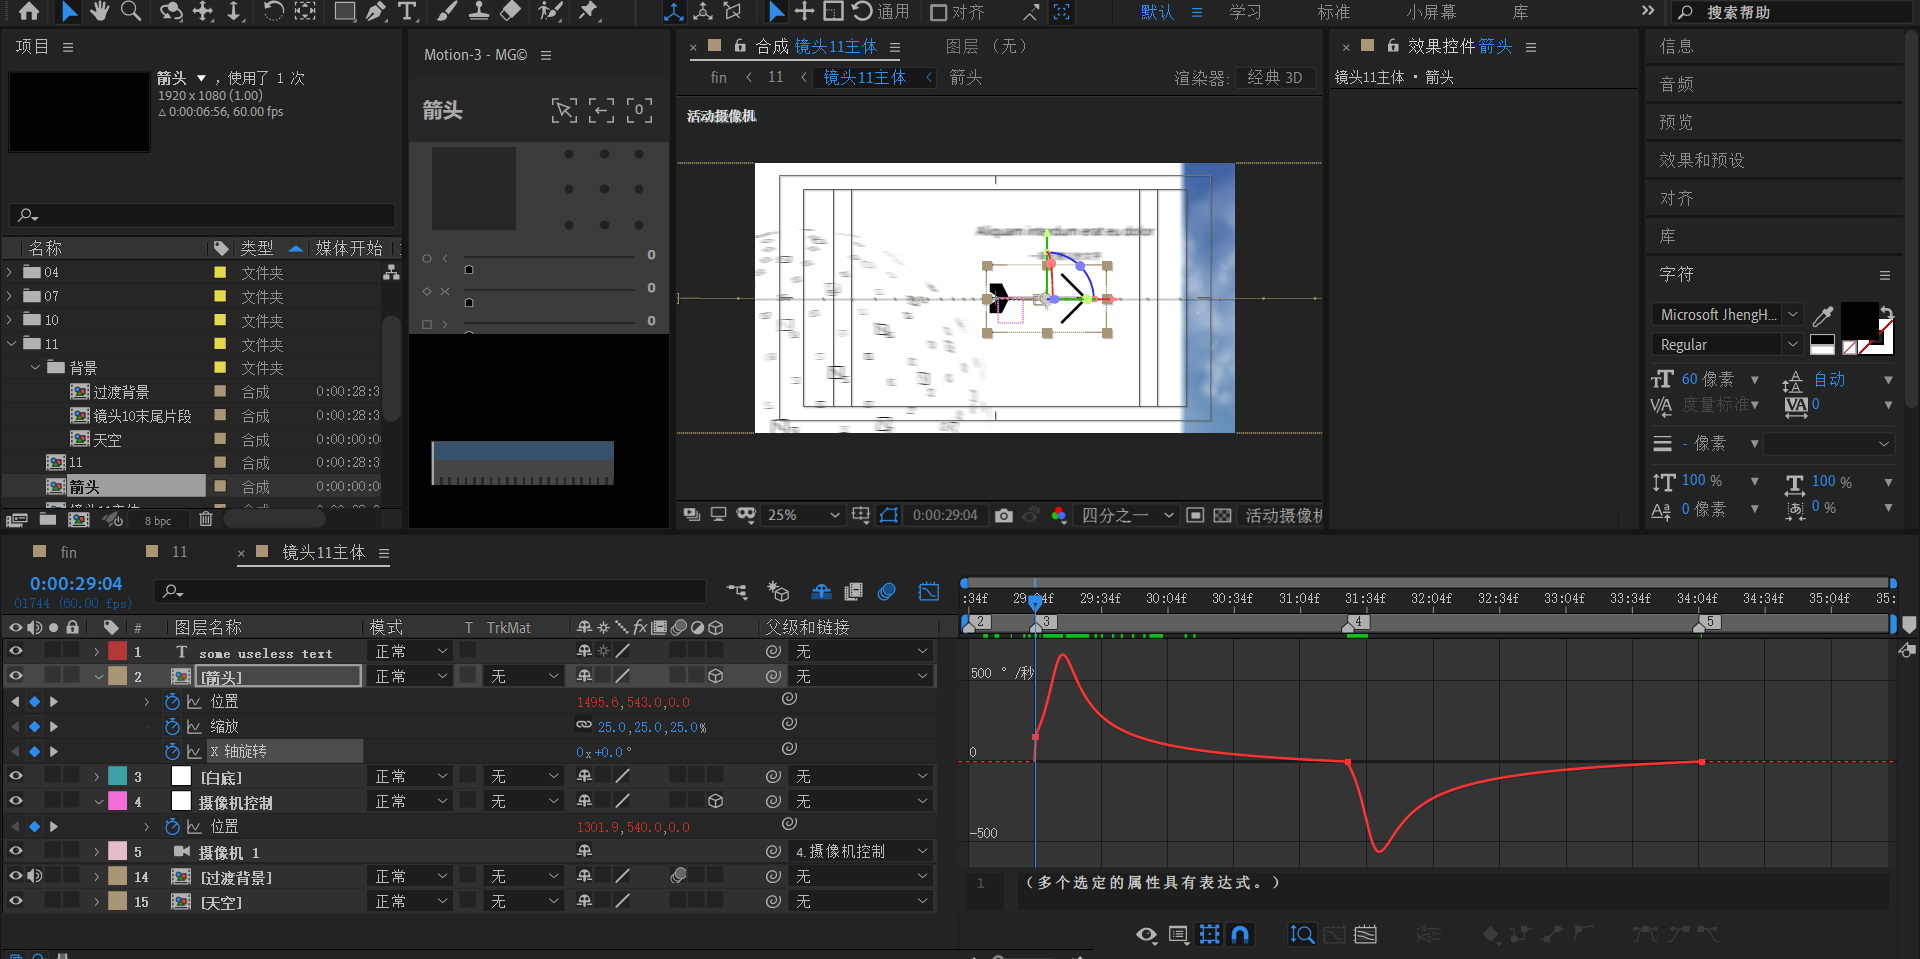 通用
对齐
默认
学习
标准
小屏幕
库
搜索帮助
项目
箭头 ▼ , 使用了 1 次
1920 x 1080 (1.00)
Δ 0:00:06:56, 60.00 fps
名称
类型
媒体开始
04 文件夹
07 文件夹
10 文件夹
11 文件夹
背景 文件夹
过渡背景 合成 0:00:28:3
镜头10末尾片段 合成 0:00:28:3
天空 合成 0:00:00:0
11 合成 0:00:28:3
箭头 合成 0:00:00:0
8 bpc
Motion-3 - MG©
箭头
0
0
0
0
合成 镜头11主体
图层 （无）
fin ‹ 11 ‹ 镜头11主体 ‹ 箭头
渲染器: 经典 3D
活动摄像机
Aliquam interdum erat eu dolor
25%
0:00:29:04
四分之一
活动摄像机
效果控件 箭头
镜头11主体 · 箭头
信息
音频
预览
效果和预设
对齐
库
字符
Microsoft JhengH...
Regular
60 像素
自动
度量标准
0
- 像素
100 %
100 %
0 像素
0 %
fin
11
镜头11主体
0:00:29:04
01744 (60.00 fps)
# 图层名称 模式 T TrkMat 父级和链接
1 some useless text 正常 无
2 [箭头] 正常 无 无
位置 1495.6,543.0,0.0
缩放 25.0,25.0,25.0%
X 轴旋转 0x+0.0°
3 [白底] 正常 无 无
4 摄像机控制 正常 无 无
位置 1301.9,540.0,0.0
5 摄像机 1 4.摄像机控制
14 [过渡背景] 正常 无 无
15 [天空] 正常 无 无
:34f 29:04f 29:34f 30:04f 30:34f 31:04f 31:34f 32:04f 32:34f 33:04f 33:34f 34:04f 34:34f 35:04f 35:
2 3 4 5
500 °/秒
0
-500
1 （多个选定的属性具有表达式。）